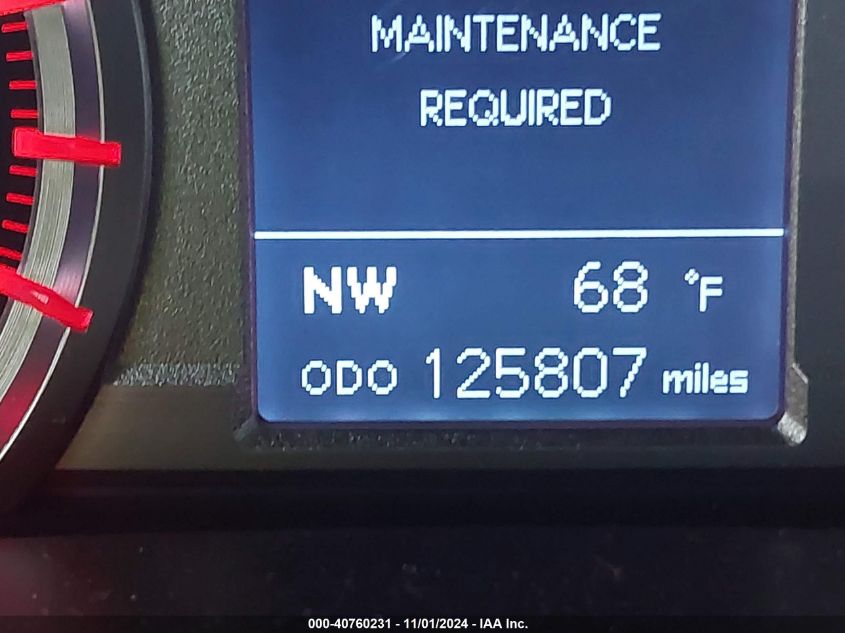 MAINTENANCE
REQUIRED
NW 68 °F
ODO 125807 miles
000-40760231 - 11/01/2024 - IAA Inc.